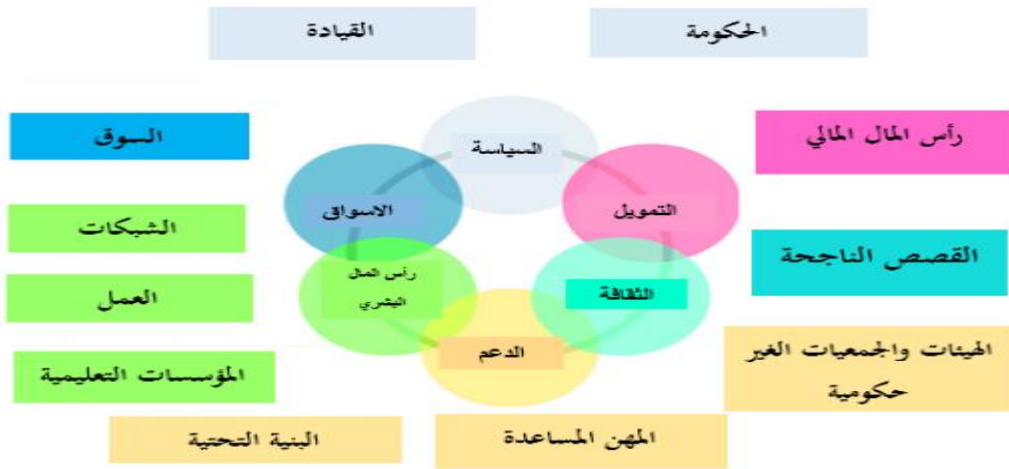 الحكومة
القيادة
السوق
رأس المال المالي
السياسة
الاسواق
التمويل
الشبكات
القصص الناجحة
رأس المال
البشري
الثقافة
العمل
الدعم
الهيئات والجمعيات الغير
حكومية
المؤسسات التعليمية
المهن المساعدة
البنية التحتية